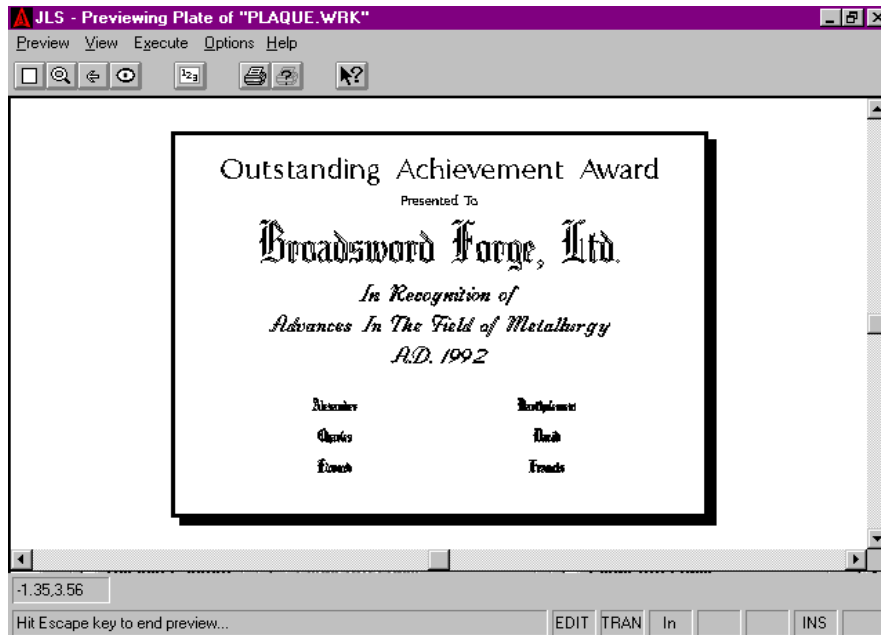 JLS - Previewing Plate of "PLAQUE.WRK"
Preview View Execute Options Help
123
Outstanding Achievement Award
Presented To
Broadsword Forge, Ltd.
In Recognition of
Advances In The Field of Metallurgy
A.D. 1992
Alexander Bartholomew
Charles David
Edward Francis
-1.35,3.56
Hit Escape key to end preview... EDIT TRAN In INS